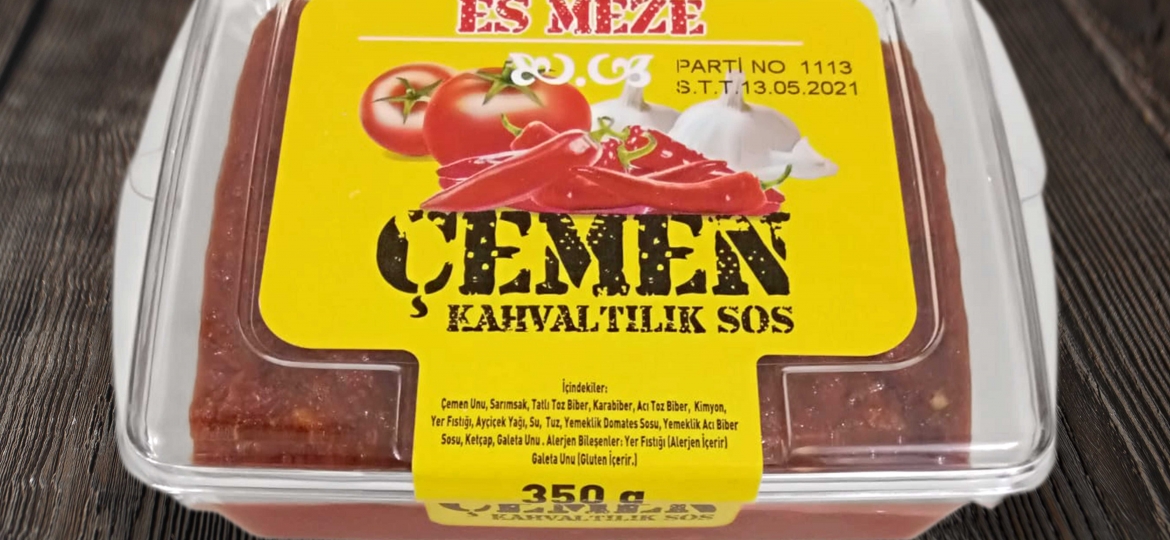 ES MEZE
PARTİ NO 1113
S.T.T.13.05.2021
ÇEMEN
KAHVALTILIK SOS
İçindekiler:
Çemen Unu, Sarımsak, Tatlı Toz Biber, Karabiber, Acı Toz Biber, Kimyon,
Yer Fıstığı, Ayçiçek Yağı, Su, Tuz, Yemeklik Domates Sosu, Yemeklik Acı Biber
Sosu, Ketçap, Galeta Unu . Alerjen Bileşenler: Yer Fıstığı (Alerjen İçerir)
Galeta Unu (Gluten İçerir.)
350 g
ÇEMEN
KAHVALTILIK SOS